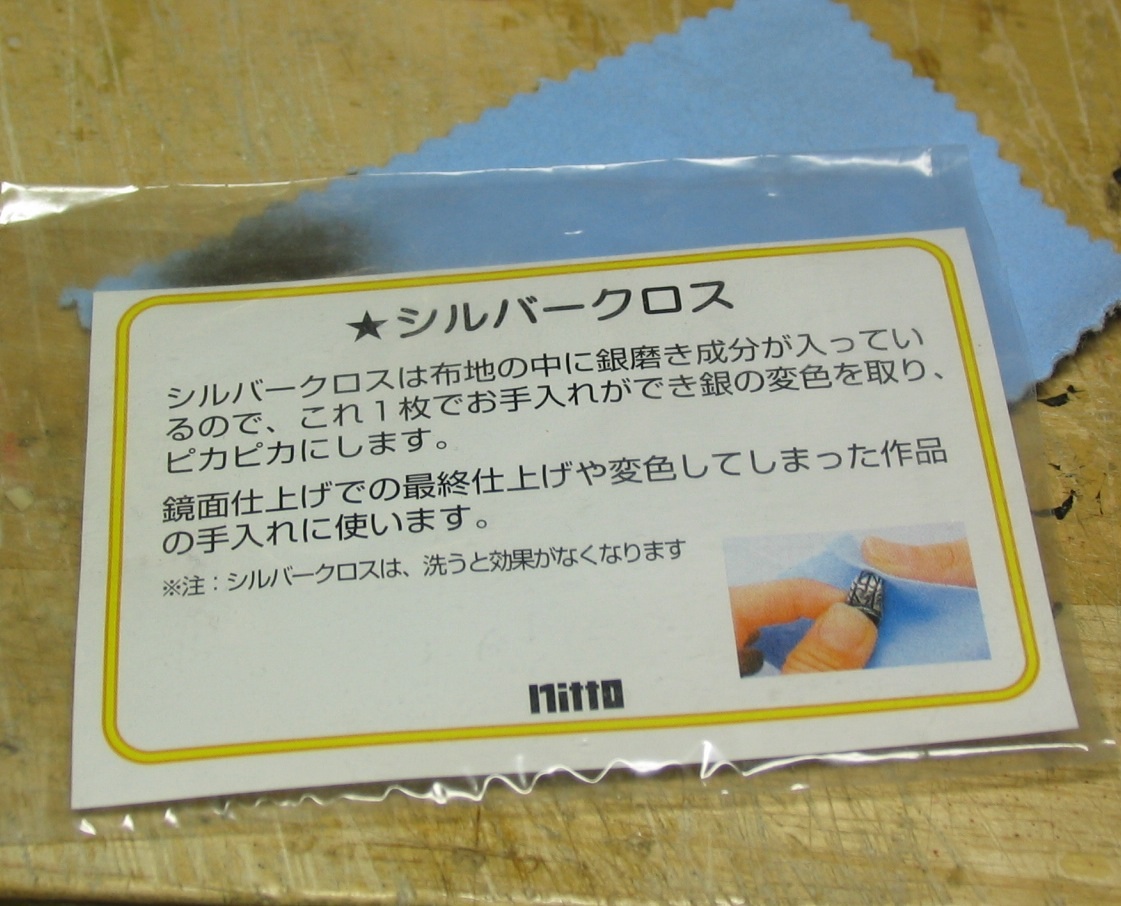 ★シルバークロス
シルバークロスは布地の中に銀磨き成分が入ってい
るので、これ1枚でお手入れができ銀の変色を取り、
ピカピカにします。
鏡面仕上げでの最終仕上げや変色してしまった作品
の手入れに使います。
※注：シルバークロスは、洗うと効果がなくなります
nitto